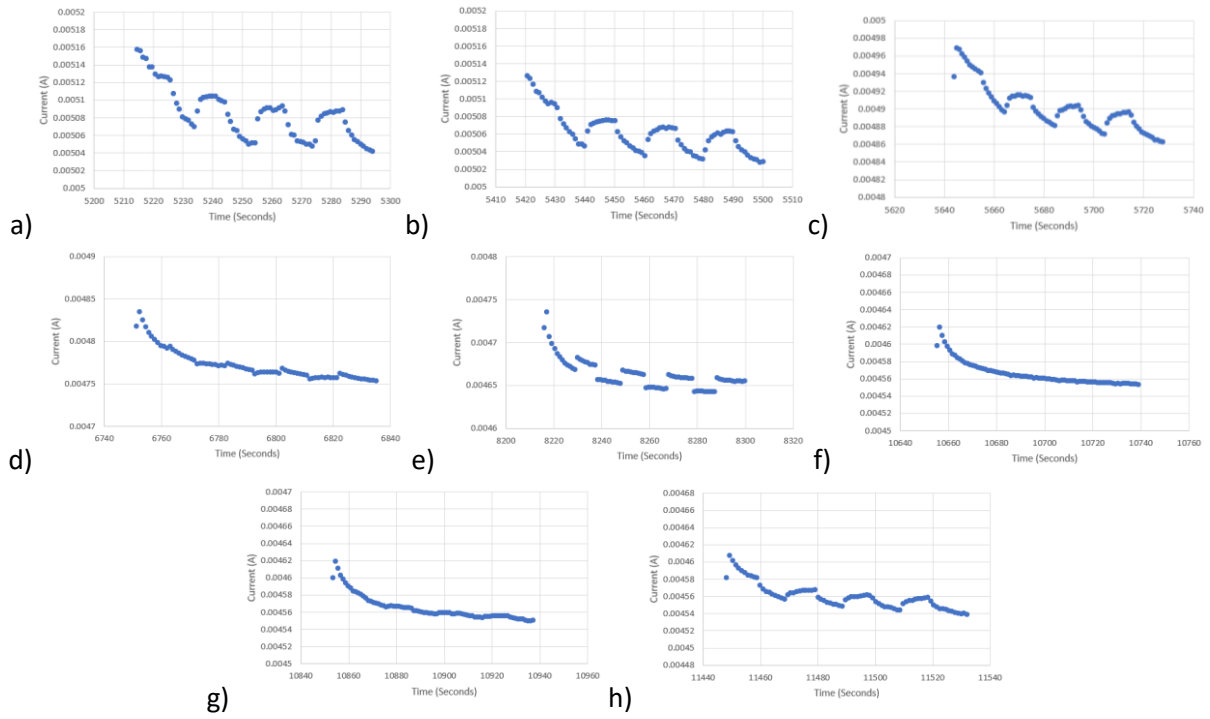 0.0052
0.00518
0.00516
0.00514
0.00512
0.0051
0.00508
0.00506
0.00504
0.00502
0.005
Current (A)
5200 5210 5220 5230 5240 5250 5260 5270 5280 5290 5300
Time (Seconds)
a)
0.0052
0.00518
0.00516
0.00514
0.00512
0.0051
0.00508
0.00506
0.00504
0.00502
0.005
Current (A)
5410 5420 5430 5440 5450 5460 5470 5480 5490 5500 5510
Time (Seconds)
b)
0.005
0.00498
0.00496
0.00494
0.00492
0.0049
0.00488
0.00486
0.00484
0.00482
0.0048
Current (A)
5620 5640 5660 5680 5700 5720 5740
Time (Seconds)
c)
0.0049
0.00485
0.0048
0.00475
0.0047
Current (A)
6740 6760 6780 6800 6820 6840
Time (Seconds)
d)
0.0048
0.00475
0.0047
0.00465
0.0046
Current (A)
8200 8220 8240 8260 8280 8300 8320
Time (Seconds)
e)
0.0047
0.00468
0.00466
0.00464
0.00462
0.0046
0.00458
0.00456
0.00454
0.00452
0.0045
Current (A)
10640 10660 10680 10700 10720 10740 10760
Time (Seconds)
f)
0.0047
0.00468
0.00466
0.00464
0.00462
0.0046
0.00458
0.00456
0.00454
0.00452
0.0045
Current (A)
10840 10860 10880 10900 10920 10940 10960
Time (Seconds)
g)
0.00468
0.00466
0.00464
0.00462
0.0046
0.00458
0.00456
0.00454
0.00452
0.0045
0.00448
Current (A)
11440 11460 11480 11500 11520 11540
Time (Seconds)
h)